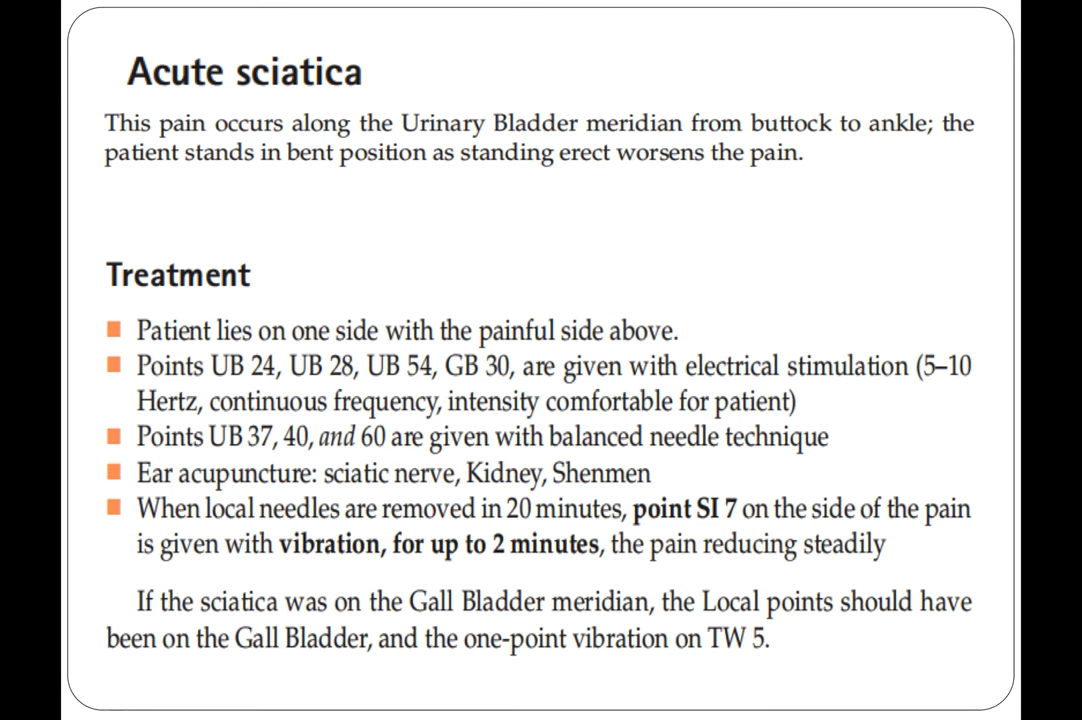 Acute sciatica
This pain occurs along the Urinary Bladder meridian from buttock to ankle; the
patient stands in bent position as standing erect worsens the pain.
Treatment
Patient lies on one side with the painful side above.
Points UB 24, UB 28, UB 54, GB 30, are given with electrical stimulation (5–10
Hertz, continuous frequency, intensity comfortable for patient)
Points UB 37, 40, and 60 are given with balanced needle technique
Ear acupuncture: sciatic nerve, Kidney, Shenmen
When local needles are removed in 20 minutes, point SI 7 on the side of the pain
is given with vibration, for up to 2 minutes, the pain reducing steadily
If the sciatica was on the Gall Bladder meridian, the Local points should have
been on the Gall Bladder, and the one-point vibration on TW 5.